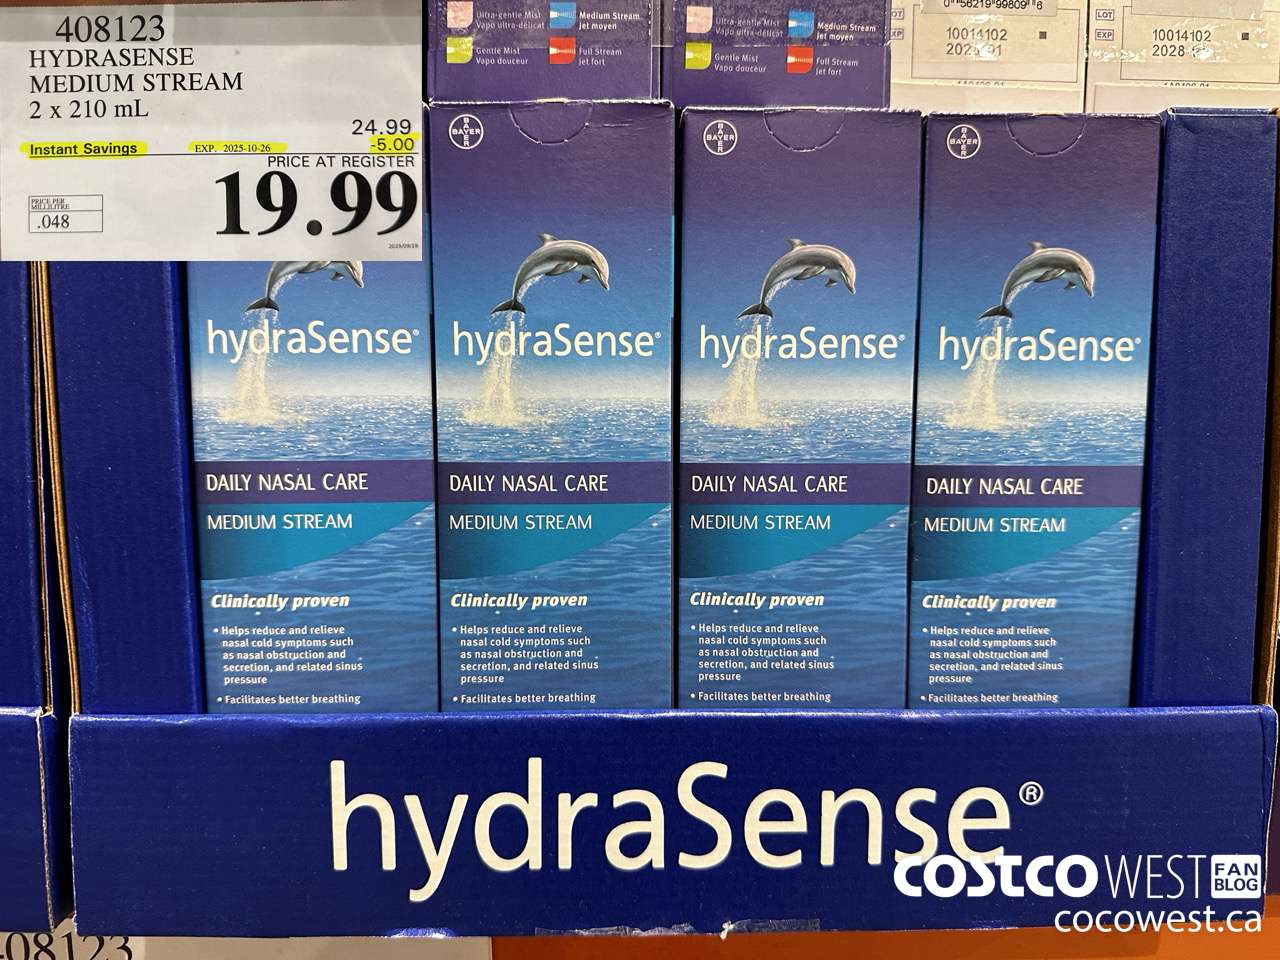 408123
HYDRASENSE
MEDIUM STREAM
2 x 210 mL
24.99
Instant Savings EXP. 2025-10-26 -5.00
PRICE AT REGISTER
19.99
PRICE PER
MILLILITRE
.048
Ultra-gentle Mist
Vapo ultra-délicat
Medium Stream
Jet moyen
Gentle Mist
Vapo douceur
Full Stream
Jet fort
Ultra-gentle Mist
Vapo ultra-délicat
Medium Stream
Jet moyen
Gentle Mist
Vapo douceur
Full Stream
Jet fort
EXP
10014102
LOT
EXP
10014102
2028
BAYER
BAYER
hydraSense®
DAILY NASAL CARE
MEDIUM STREAM
Clinically proven
• Helps reduce and relieve
nasal cold symptoms such
as nasal obstruction and
secretion, and related sinus
pressure
• Facilitates better breathing
BAYER
BAYER
hydraSense®
DAILY NASAL CARE
MEDIUM STREAM
Clinically proven
• Helps reduce and relieve
nasal cold symptoms such
as nasal obstruction and
secretion, and related sinus
pressure
• Facilitates better breathing
BAYER
BAYER
hydraSense®
DAILY NASAL CARE
MEDIUM STREAM
Clinically proven
• Helps reduce and relieve
nasal cold symptoms such
as nasal obstruction and
secretion, and related sinus
pressure
• Facilitates better breathing
hydraSense®
DAILY NASAL CARE
MEDIUM STREAM
Clinically proven
• Helps reduce and relieve
nasal cold symptoms such
as nasal obstruction and
secretion, and related sinus
pressure
• Facilitates better breathing
hydraSense®
COSTCO WEST FAN BLOG
cocowest.ca
408123